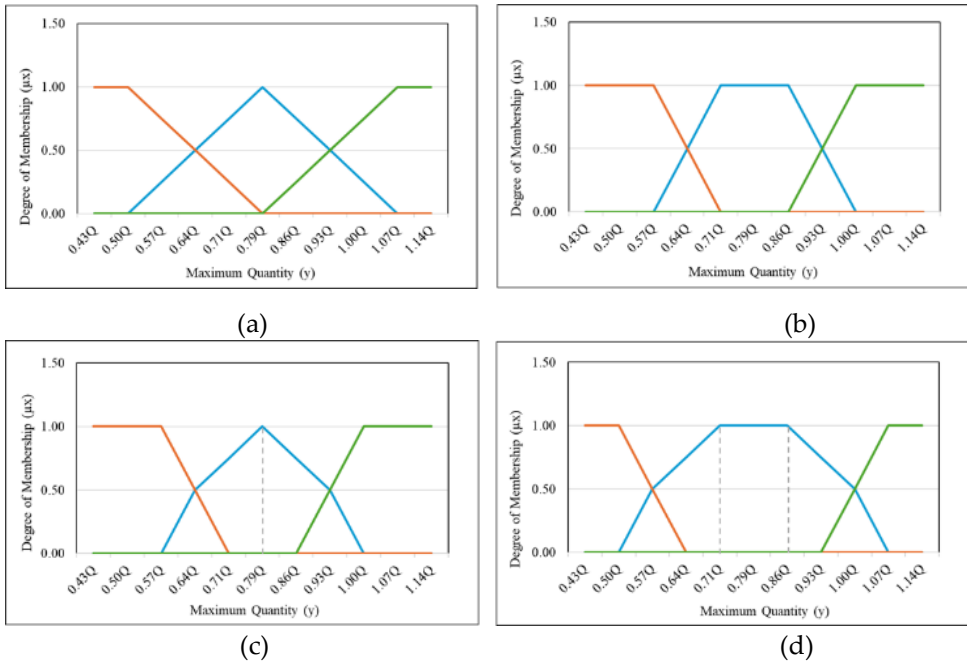 1.50
1.00
0.50
0.00
Degree of Membership (μx)
0.43Q 0.50Q 0.57Q 0.64Q 0.71Q 0.79Q 0.86Q 0.93Q 1.00Q 1.07Q 1.14Q
Maximum Quantity (y)
(a)
1.50
1.00
0.50
0.00
Degree of Membership (μx)
0.43Q 0.50Q 0.57Q 0.64Q 0.71Q 0.79Q 0.86Q 0.93Q 1.00Q 1.07Q 1.14Q
Maximum Quantity (y)
(b)
1.50
1.00
0.50
0.00
Degree of Membership (μx)
0.43Q 0.50Q 0.57Q 0.64Q 0.71Q 0.79Q 0.86Q 0.93Q 1.00Q 1.07Q 1.14Q
Maximum Quantity (y)
(c)
1.50
1.00
0.50
0.00
Degree of Membership (μx)
0.43Q 0.50Q 0.57Q 0.64Q 0.71Q 0.79Q 0.86Q 0.93Q 1.00Q 1.07Q 1.14Q
Maximum Quantity (y)
(d)